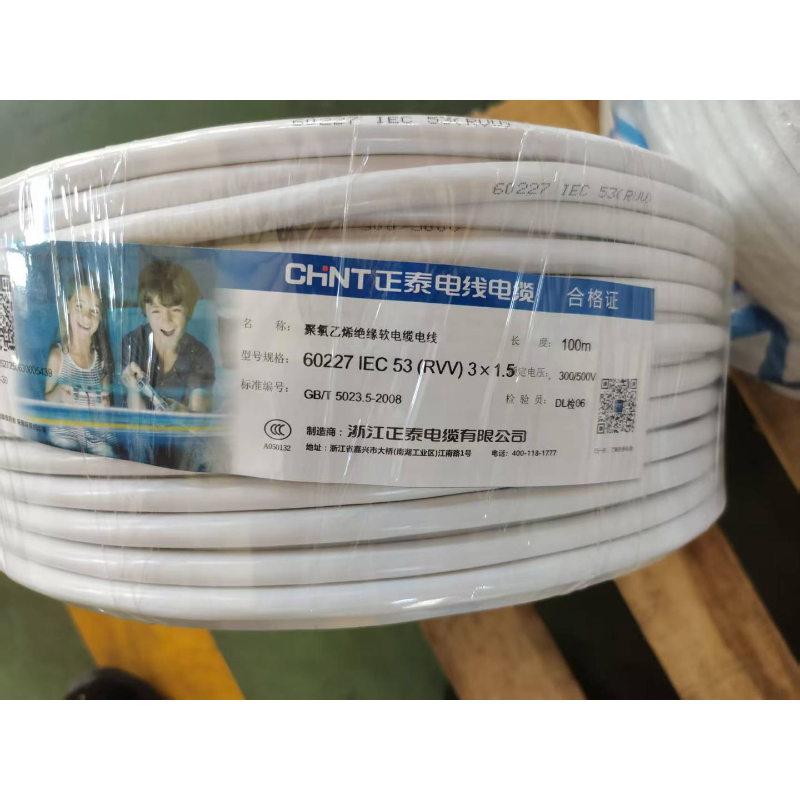 60227 IEC 53(RVV)
60227 IEC 53(RVV)
CHNT正泰电线电缆 合格证
名 称： 聚氯乙烯绝缘软电缆电线 长 度： 100m
型号规格： 60227 IEC 53 (RVV) 3×1.5 定电压： 300/500V
标准编号： GB/T 5023.5-2008 检 验 员： DL检06
CCC 制造商：浙江正泰电缆有限公司
A050132 地址：浙江省嘉兴市大桥(南湖工业区)江南路1号 电话：400-118-1777